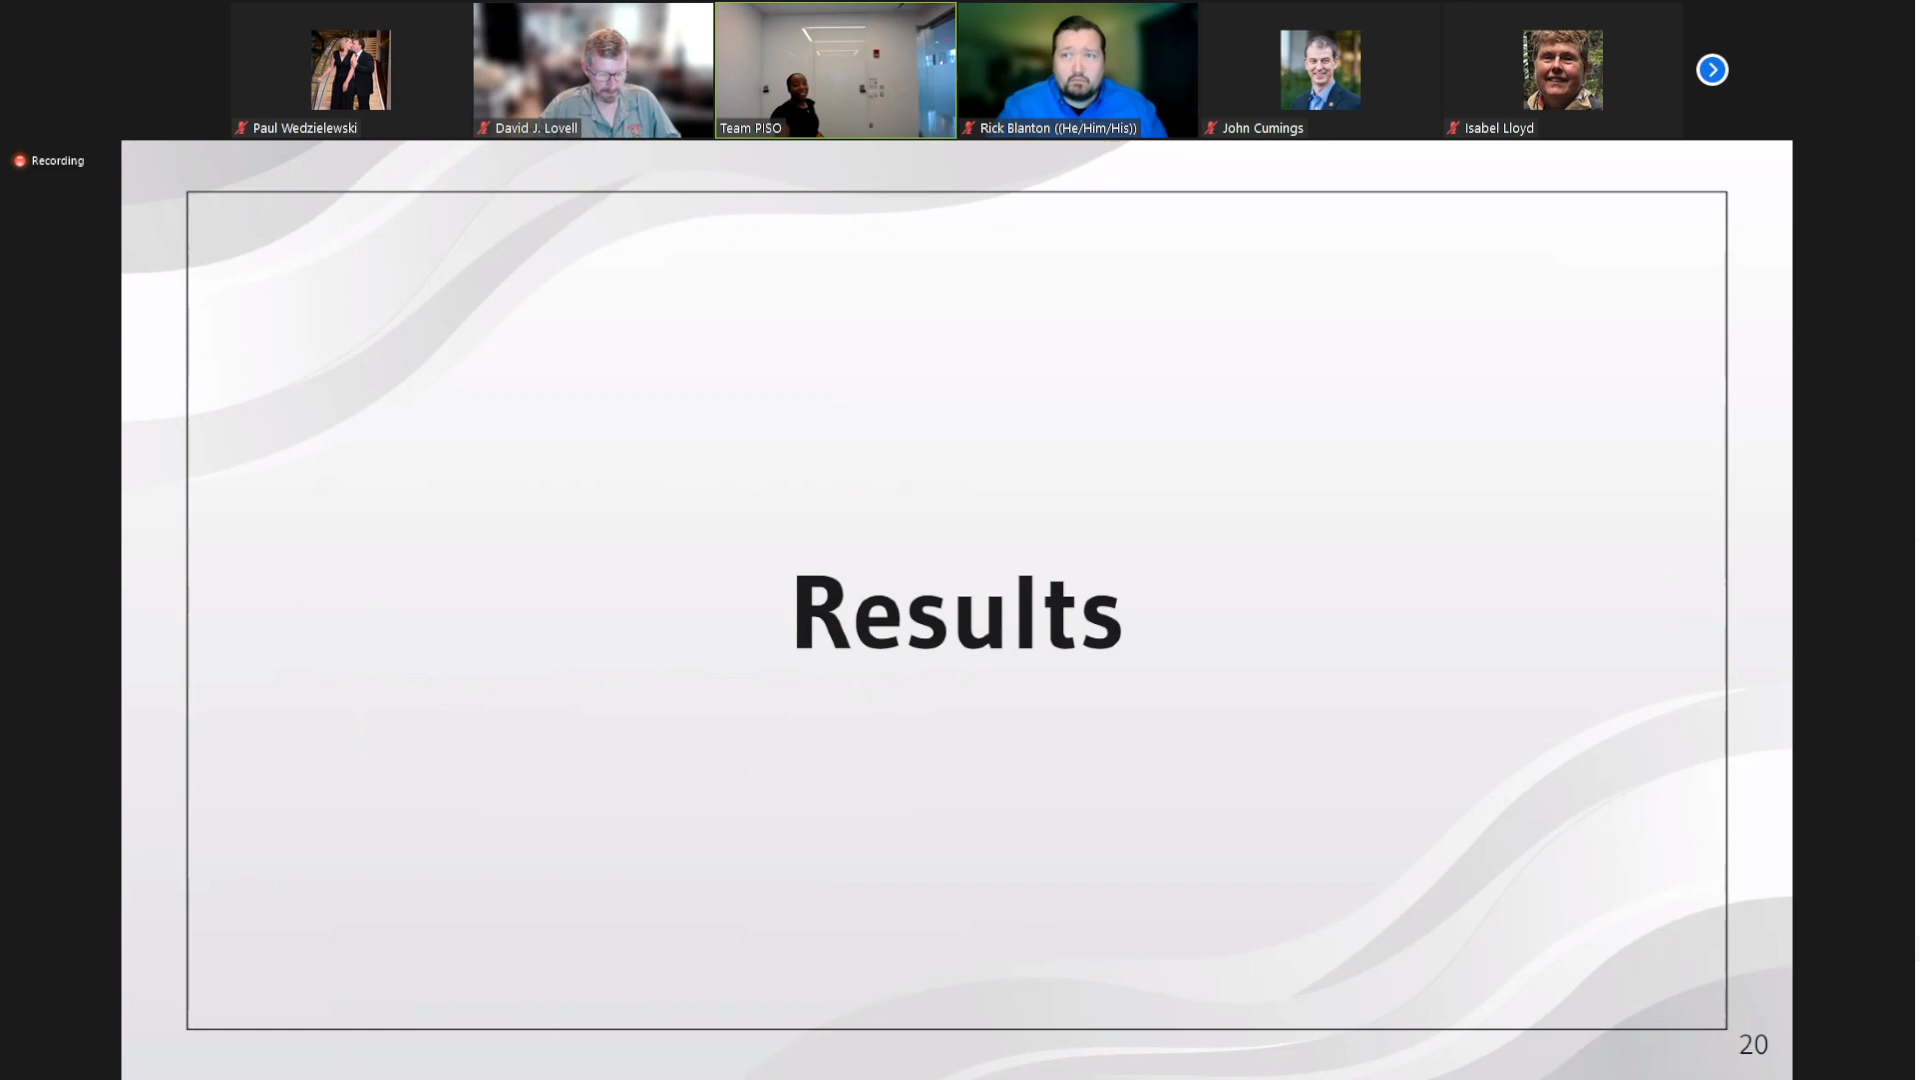 Paul Wedzielewski
David J. Lovell
Team PISO
Rick Blanton ((He/Him/His))
John Cumings
Isabel Lloyd
Recording
Results
20